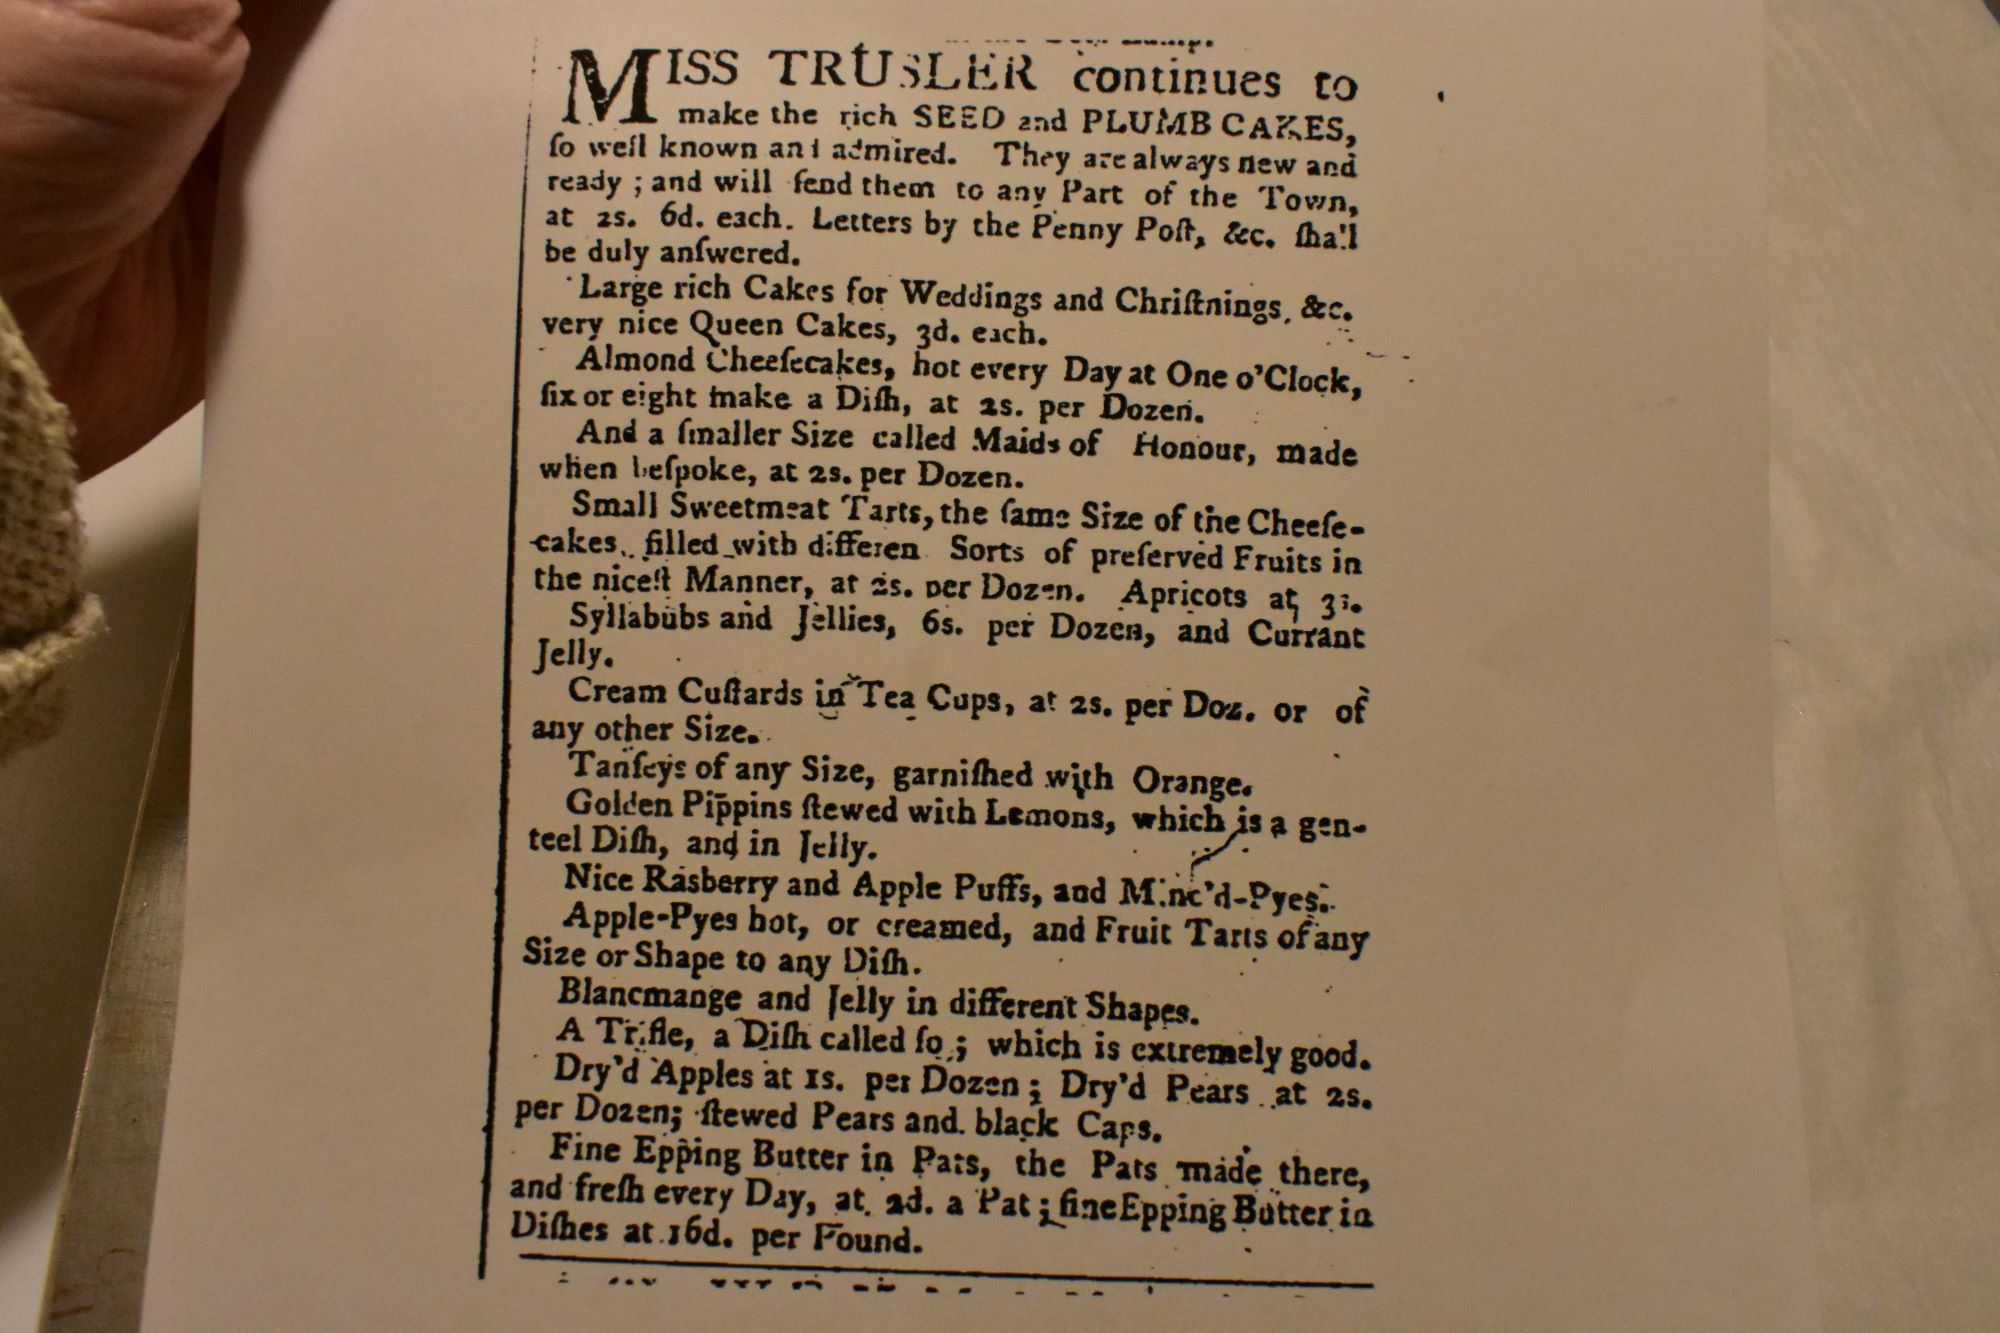 MISS TRUSLER continues to
make the rich SEED and PLUMB CAKES,
ſo well known and admired. They are always new and
ready ; and will ſend them to any Part of the Town,
at 2s. 6d. each. Letters by the Penny Poſt, &c. ſhall
be duly anſwered.
Large rich Cakes for Weddings and Chriſtnings, &c.
very nice Queen Cakes, 3d. each.
Almond Cheeſecakes, hot every Day at One o'Clock,
ſix or eight make a Diſh, at 2s. per Dozen.
And a ſmaller Size called Maids of Honour, made
when beſpoke, at 2s. per Dozen.
Small Sweetmeat Tarts, the ſame Size of the Cheeſe-
cakes, filled with differen Sorts of preſerved Fruits in
the niceſt Manner, at 2s. per Dozen. Apricots at 3s.
Syllabubs and Jellies, 6s. per Dozen, and Currant
Jelly.
Cream Cuſtards in Tea Cups, at 2s. per Doz. or of
any other Size.
Tanſeys of any Size, garniſhed with Orange.
Golden Pippins ſtewed with Lemons, which is a gen-
teel Diſh, and in Jelly.
Nice Rasberry and Apple Puffs, and Minc'd-Pyes.
Apple-Pyes hot, or creamed, and Fruit Tarts of any
Size or Shape to any Diſh.
Blancmange and Jelly in different Shapes.
A Trifle, a Diſh called ſo ; which is extremely good.
Dry'd Apples at 1s. per Dozen ; Dry'd Pears at 2s.
per Dozen; ſtewed Pears and black Caps.
Fine Epping Butter in Pats, the Pats made there,
and freſh every Day, at 2d. a Pat ; fine Epping Butter in
Diſhes at 16d. per Pound.